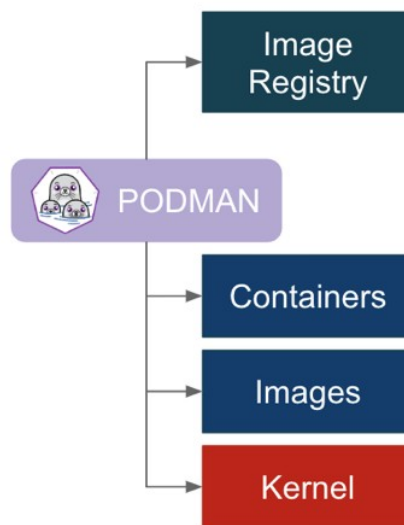 Image
Registry
PODMAN
Containers
Images
Kernel